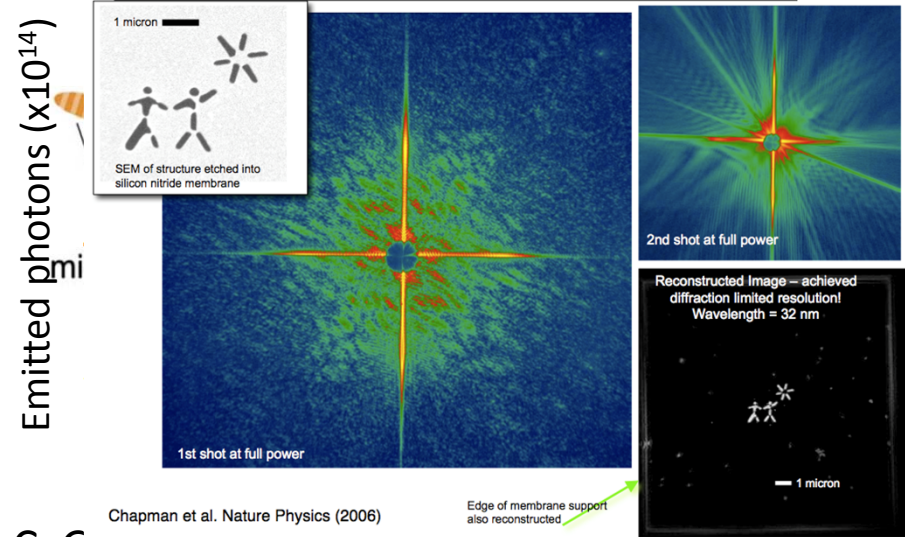 Emitted photons (x10¹⁴)
mi
1 micron
SEM of structure etched into
silicon nitride membrane
1st shot at full power
2nd shot at full power
Reconstructed Image – achieved
diffraction limited resolution!
Wavelength = 32 nm
1 micron
Edge of membrane support
also reconstructed
Chapman et al. Nature Physics (2006)